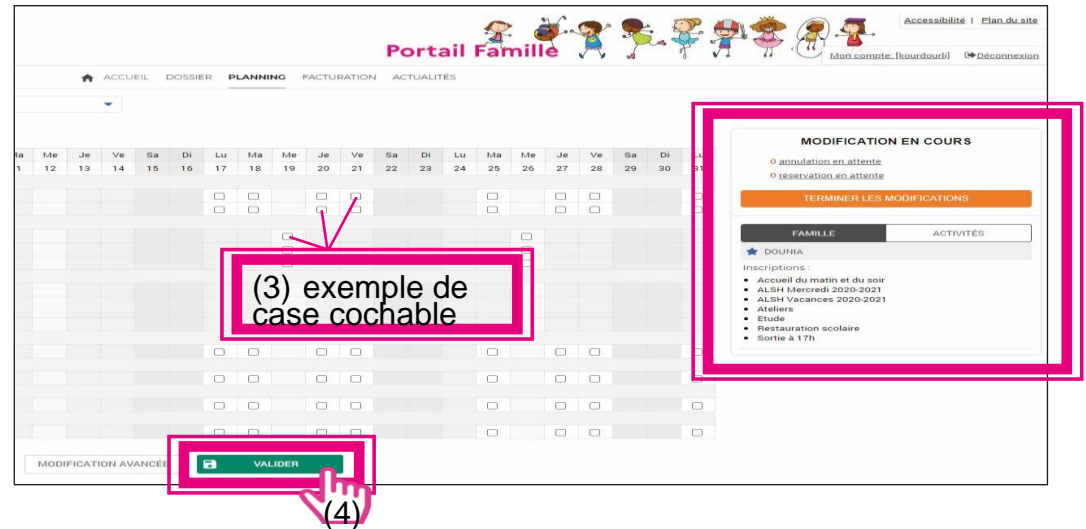 Accessibilité | Plan du site
Portail Famille
Mon compte: [kourdourli] Déconnexion
ACCUEIL DOSSIER PLANNING FACTURATION ACTUALITÉS
Me Je Ve Sa Di Lu Ma Me Je Ve Sa Di Lu Ma Me Je Ve Sa Di Lu
12 13 14 15 16 17 18 19 20 21 22 23 24 25 26 27 28 29 30 31
MODIFICATION EN COURS
0 annulation en attente
0 réservation en attente
TERMINER LES MODIFICATIONS
FAMILLE ACTIVITÉS
DOUNIA
Inscriptions :
• Accueil du matin et du soir
• ALSH Mercredi 2020-2021
• ALSH Vacances 2020-2021
• Ateliers
• Etude
• Restauration scolaire
• Sortie à 17h
(3) exemple de
case cochable
MODIFICATION AVANCÉE VALIDER
(4)